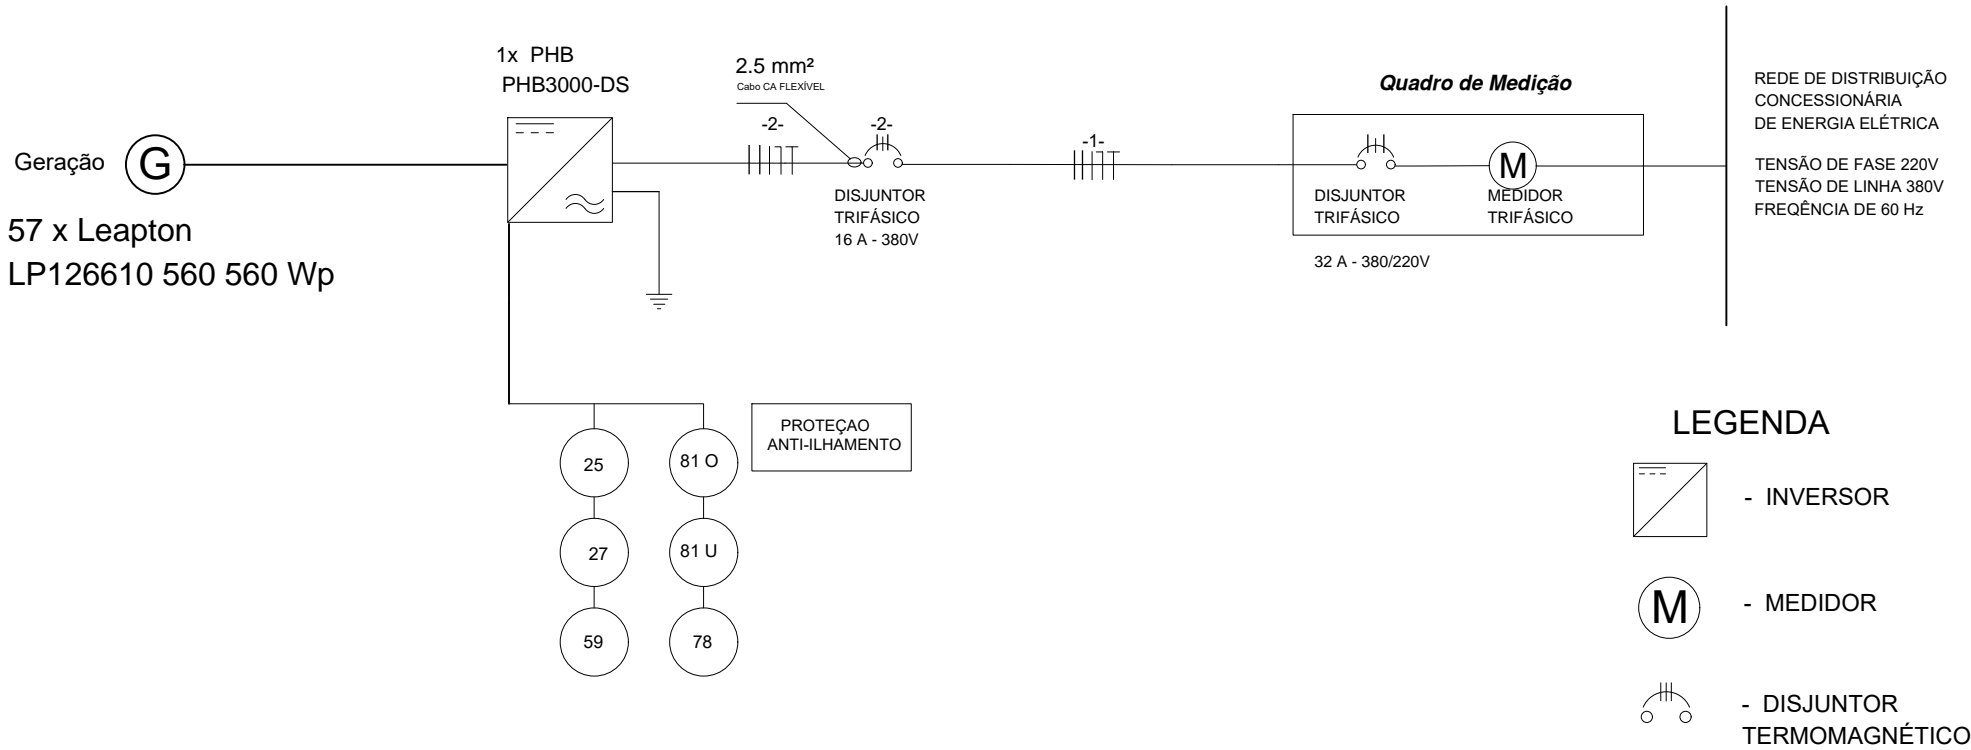 1x PHB
PHB3000-DS
2.5 mm²
Cabo CA FLEXÍVEL
-2-
-2-
-1-
Geração
G
57 x Leapton
LP126610 560 560 Wp
DISJUNTOR
TRIFÁSICO
16 A - 380V
Quadro de Medição
DISJUNTOR
TRIFÁSICO
M
MEDIDOR
TRIFÁSICO
32 A - 380/220V
REDE DE DISTRIBUIÇÃO
CONCESSIONÁRIA
DE ENERGIA ELÉTRICA
TENSÃO DE FASE 220V
TENSÃO DE LINHA 380V
FREQÊNCIA DE 60 Hz
25
81 O
27
81 U
59
78
PROTEÇAO
ANTI-ILHAMENTO
LEGENDA
- INVERSOR
M
- MEDIDOR
- DISJUNTOR
TERMOMAGNÉTICO